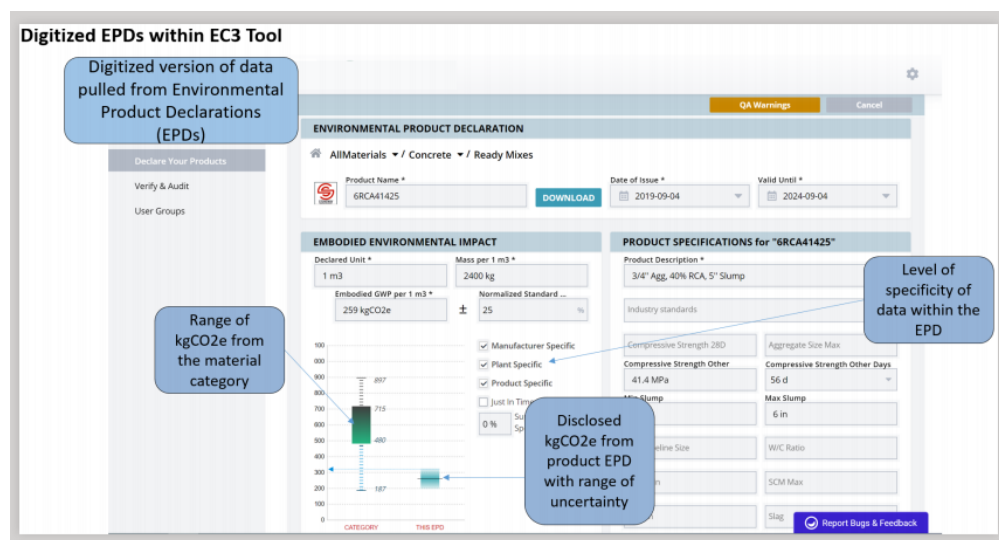 Digitized EPDs within EC3 Tool
Digitized version of data
pulled from Environmental
Product Declarations
(EPDs)
QA Warnings
Cancel
ENVIRONMENTAL PRODUCT DECLARATION
Declare Your Products
AllMaterials / Concrete / Ready Mixes
Verify & Audit
User Groups
Product Name *
6RCA41425
DOWNLOAD
Date of Issue *
2019-09-04
Valid Until *
2024-09-04
EMBODIED ENVIRONMENTAL IMPACT
Declared Unit *
1 m3
Mass per 1 m3 *
2400 kg
Embodied GWP per 1 m3 *
259 kgCO2e
±
Normalized Standard ...
25
%
PRODUCT SPECIFICATIONS for "6RCA41425"
Product Description *
3/4" Agg, 40% RCA, 5" Slump
Industry standards
Level of
specificity of
data within the
EPD
Range of
kgCO2e from
the material
category
Manufacturer Specific
Plant Specific
Product Specific
Just In Time
0 %
100
000
900
800
700
600
500
400
300
200
100
0
897
715
480
187
CATEGORY
THIS EPD
Disclosed
kgCO2e from
product EPD
with range of
uncertainty
Compressive Strength 28D
Aggregate Size Max
Compressive Strength Other
41.4 MPa
Compressive Strength Other Days
56 d
Min Slump
Max Slump
6 in
W/C Ratio
SCM Max
Slag
Report Bugs & Feedback